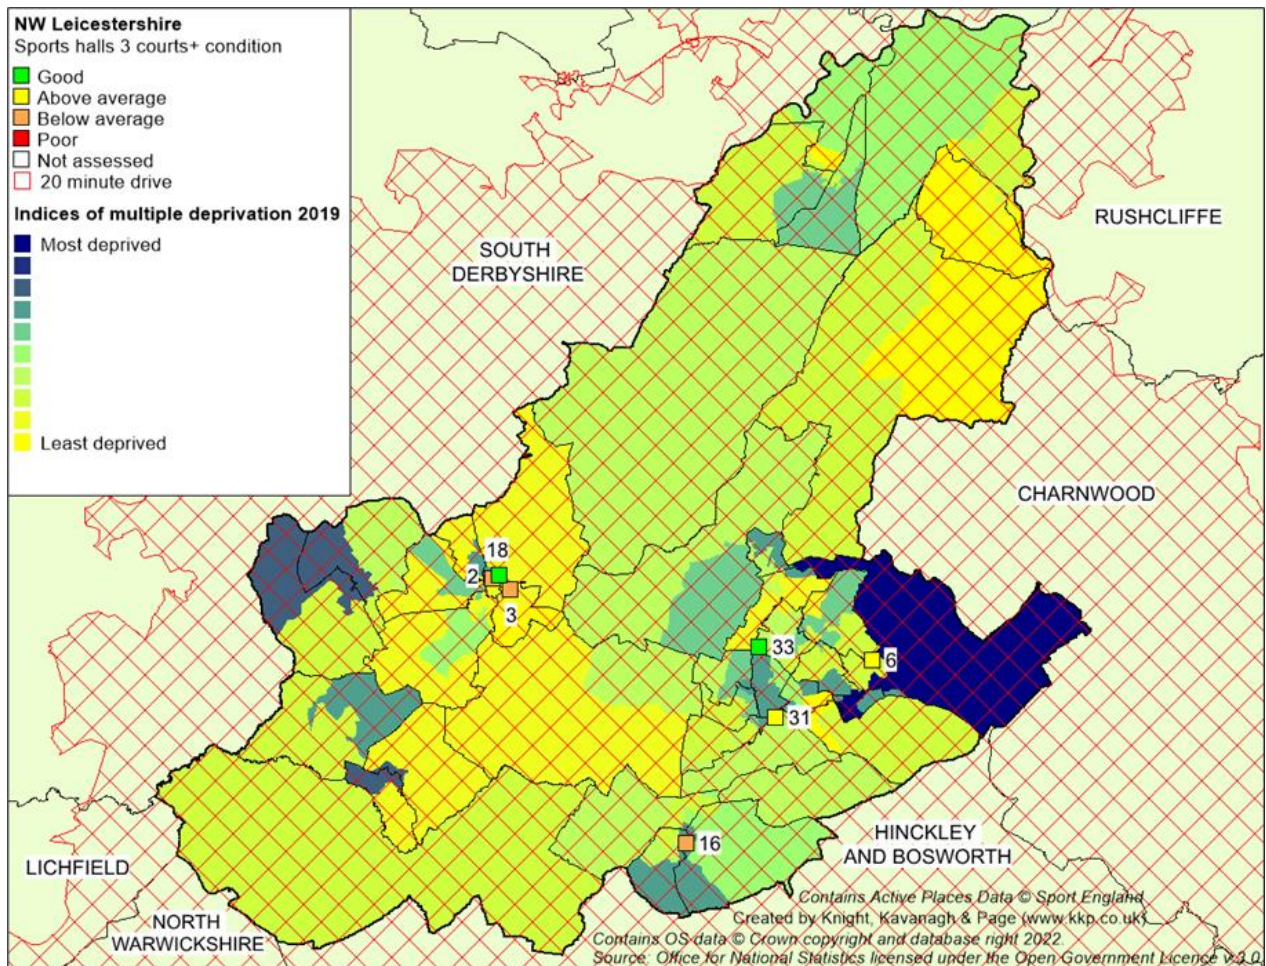 NW Leicestershire
Sports halls 3 courts+ condition
Good
Above average
Below average
Poor
Not assessed
20 minute drive
Indices of multiple deprivation 2019
Most deprived
Least deprived
RUSHCLIFFE
SOUTH
DERBYSHIRE
CHARNWOOD
18
2
3
33
6
31
16
HINCKLEY
AND BOSWORTH
LICHFIELD
NORTH
WARWICKSHIRE
Contains Active Places Data © Sport England
Created by Knight, Kavanagh & Page (www.kkp.co.uk)
Contains OS data © Crown copyright and database right 2022.
Source: Office for National Statistics licensed under the Open Government Licence v.3.0